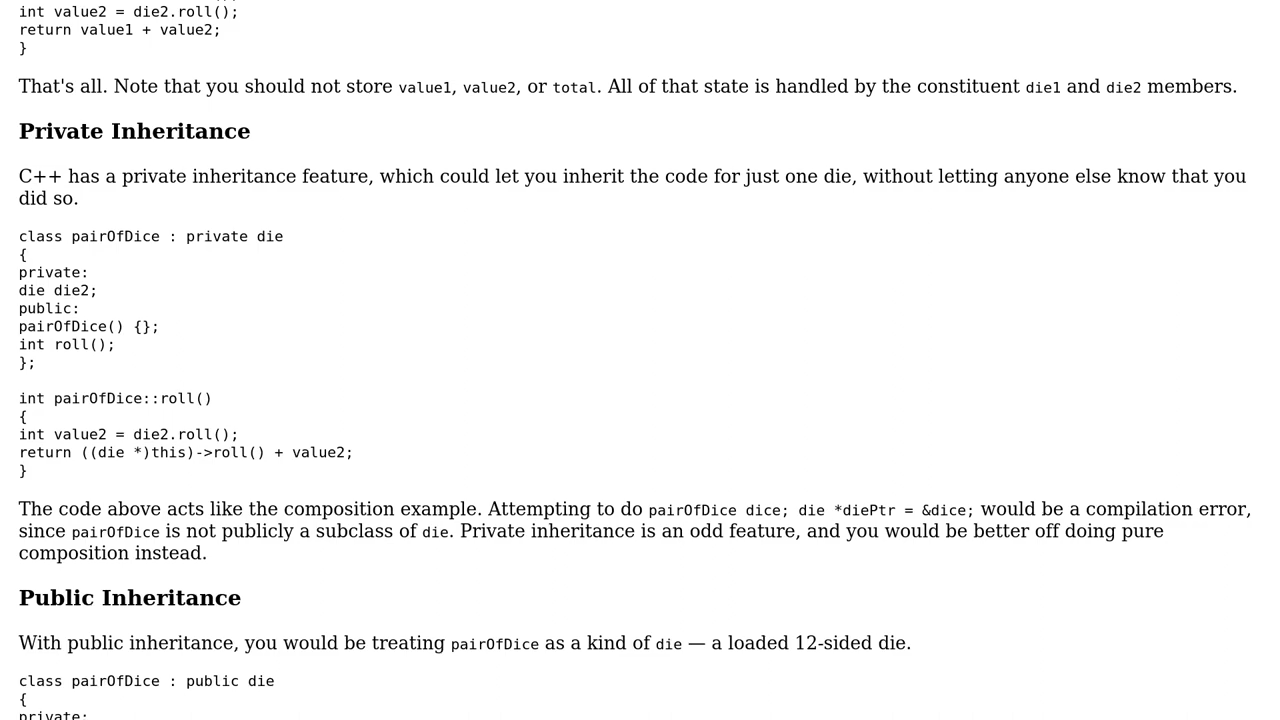 int value2 = die2.roll();
return value1 + value2;
}
That's all. Note that you should not store value1, value2, or total. All of that state is handled by the constituent die1 and die2 members.
Private Inheritance
C++ has a private inheritance feature, which could let you inherit the code for just one die, without letting anyone else know that you
did so.
class pairOfDice : private die
{
private:
die die2;
public:
pairOfDice() {};
int roll();
};
int pairOfDice::roll()
{
int value2 = die2.roll();
return ((die *)this)->roll() + value2;
}
The code above acts like the composition example. Attempting to do pairOfDice dice; die *diePtr = &dice; would be a compilation error,
since pairOfDice is not publicly a subclass of die. Private inheritance is an odd feature, and you would be better off doing pure
composition instead.
Public Inheritance
With public inheritance, you would be treating pairOfDice as a kind of die — a loaded 12-sided die.
class pairOfDice : public die
{
private: